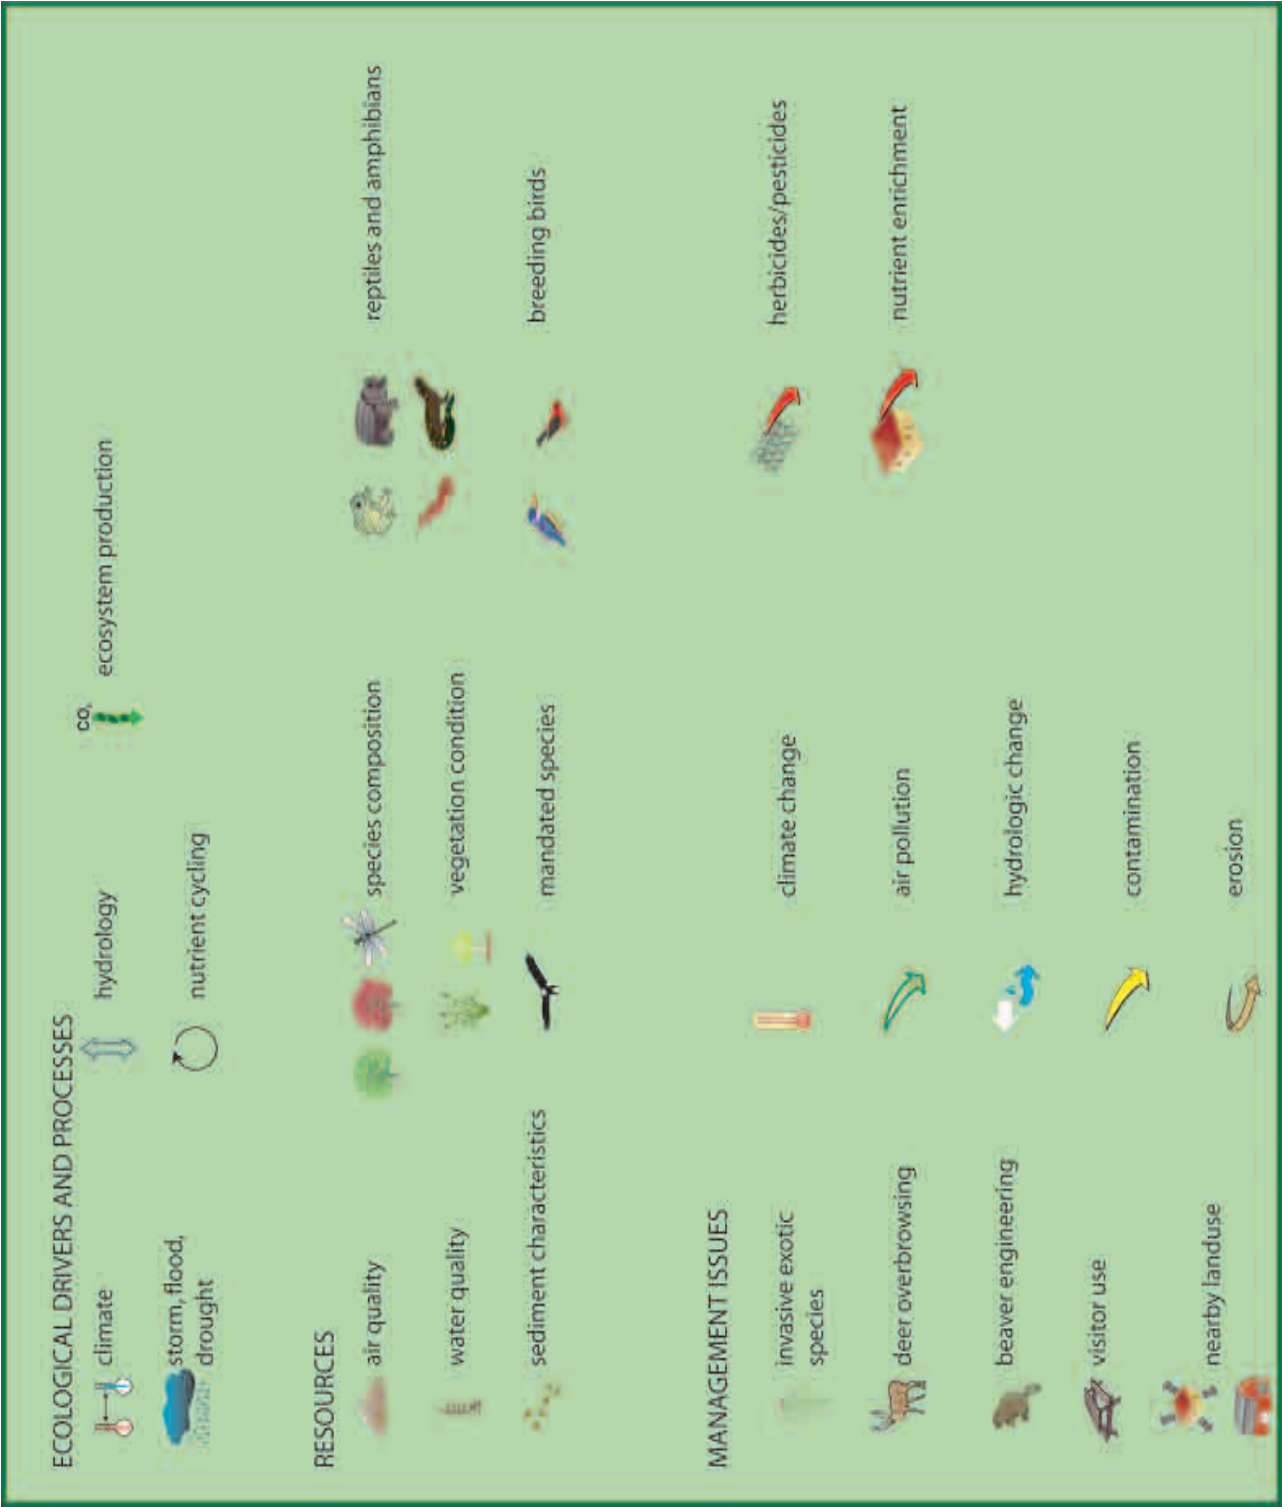 ECOLOGICAL DRIVERS AND PROCESSES
climate
hydrology
CO₂
ecosystem production
storm, flood,
drought
nutrient cycling
RESOURCES
air quality
species composition
reptiles and amphibians
water quality
vegetation condition
sediment characteristics
mandated species
breeding birds
MANAGEMENT ISSUES
invasive exotic
species
climate change
herbicides/pesticides
deer overbrowsing
air pollution
nutrient enrichment
beaver engineering
hydrologic change
visitor use
contamination
nearby landuse
erosion